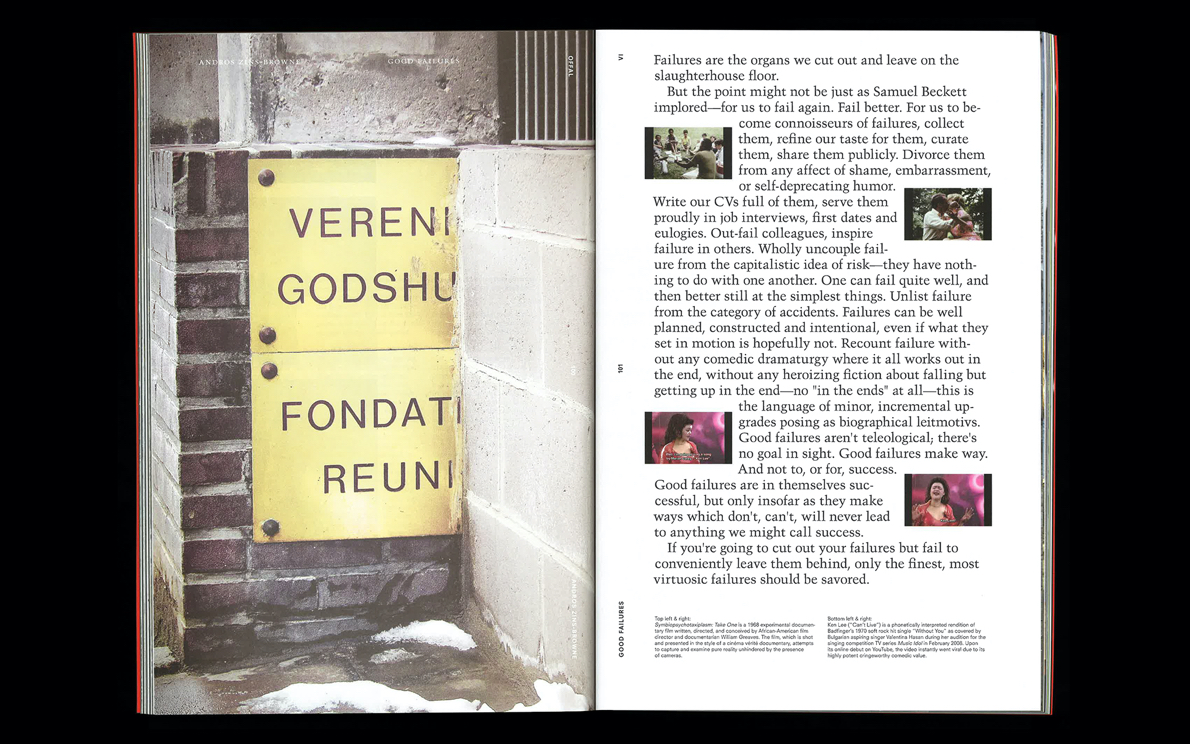 ANDROS ZINS-BROWNE
GOOD FAILURES
OFFAL
VERENI
GODSHU
FONDATI
REUNI
101
ANDROS ZINS-BROWNE
VI
101
GOOD FAILURES
Failures are the organs we cut out and leave on the
slaughterhouse floor.
But the point might not be just as Samuel Beckett
implored—for us to fail again. Fail better. For us to be-
come connoisseurs of failures, collect
them, refine our taste for them, curate
them, share them publicly. Divorce them
from any affect of shame, embarrassment,
or self-deprecating humor.
Write our CVs full of them, serve them
proudly in job interviews, first dates and
eulogies. Out-fail colleagues, inspire
failure in others. Wholly uncouple fail-
ure from the capitalistic idea of risk—they have noth-
ing to do with one another. One can fail quite well, and
then better still at the simplest things. Unlist failure
from the category of accidents. Failures can be well
planned, constructed and intentional, even if what they
set in motion is hopefully not. Recount failure with-
out any comedic dramaturgy where it all works out in
the end, without any heroizing fiction about falling but
getting up in the end—no "in the ends" at all—this is
the language of minor, incremental up-
grades posing as biographical leitmotivs.
Good failures aren't teleological; there's
no goal in sight. Good failures make way.
And not to, or for, success.
Good failures are in themselves suc-
cessful, but only insofar as they make
ways which don't, can't, will never lead
to anything we might call success.
If you're going to cut out your failures but fail to
conveniently leave them behind, only the finest, most
virtuosic failures should be savored.
Top left & right:
Symbiopsychotaxiplasm: Take One is a 1968 experimental documen-
tary film written, directed, and conceived by African-American film
director and documentarian William Greaves. The film, which is shot
and presented in the style of a cinéma vérité documentary, attempts
to capture and examine pure reality unhindered by the presence
of cameras.
Bottom left & right:
Ken Lee ("Can't Live") is a phonetically interpreted rendition of
Badfinger's 1970 soft rock hit single "Without You" as covered by
Bulgarian aspiring singer Valentina Hasan during her audition for the
singing competition TV series Music Idol in February 2008. Upon
its online debut on YouTube, the video instantly went viral due to its
highly potent cringeworthy comedic value.